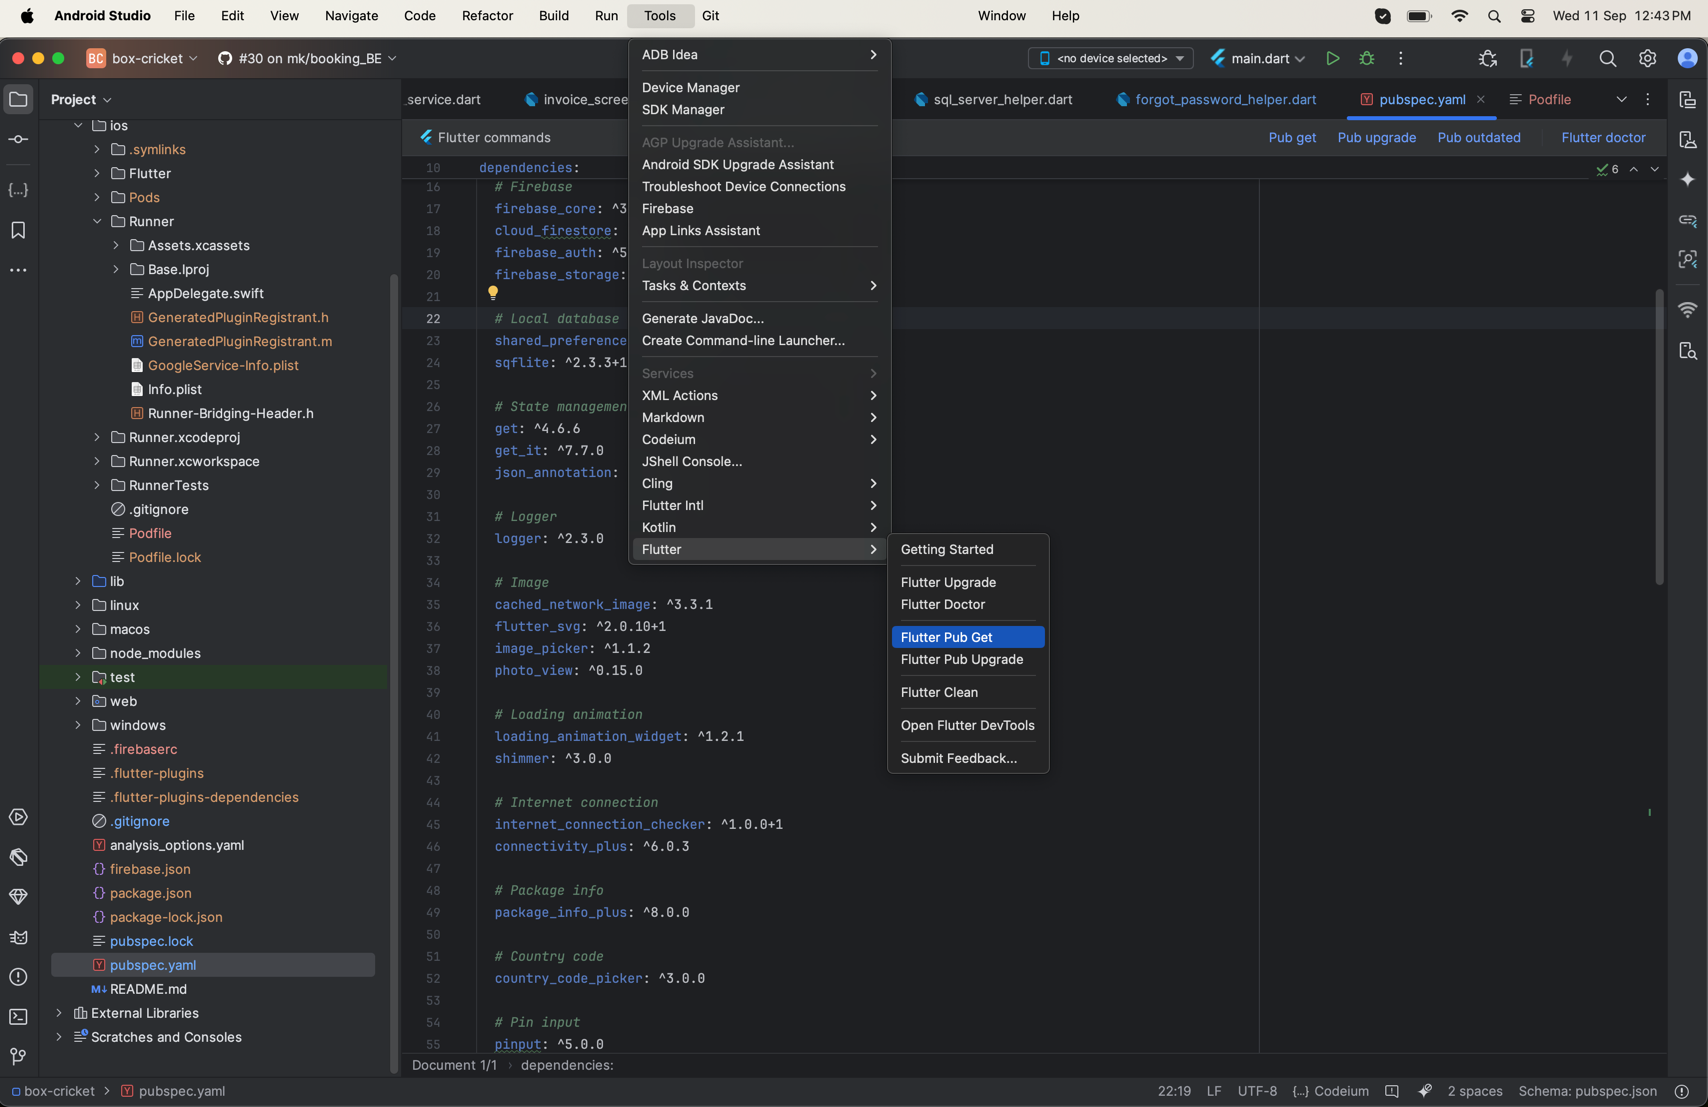 Android Studio File Edit View Navigate Code Refactor Build Run Tools Git Window Help Wed 11 Sep 12:43 PM
BC box-cricket #30 on mk/booking_BE <no device selected> main.dart
Project
_service.dart invoice_scree sql_server_helper.dart forgot_password_helper.dart pubspec.yaml Podfile
Flutter commands Pub get Pub upgrade Pub outdated Flutter doctor
ios
.symlinks
Flutter
Pods
Runner
Assets.xcassets
Base.lproj
AppDelegate.swift
GeneratedPluginRegistrant.h
GeneratedPluginRegistrant.m
GoogleService-Info.plist
Info.plist
Runner-Bridging-Header.h
Runner.xcodeproj
Runner.xcworkspace
RunnerTests
.gitignore
Podfile
Podfile.lock
lib
linux
macos
node_modules
test
web
windows
.firebaserc
.flutter-plugins
.flutter-plugins-dependencies
.gitignore
analysis_options.yaml
firebase.json
package.json
package-lock.json
pubspec.lock
pubspec.yaml
README.md
External Libraries
Scratches and Consoles
6
10 dependencies:
16 # Firebase
17 firebase_core: ^3
18 cloud_firestore:
19 firebase_auth: ^5
20 firebase_storage:
21
22 # Local database
23 shared_preference
24 sqflite: ^2.3.3+1
25
26 # State managemen
27 get: ^4.6.6
28 get_it: ^7.7.0
29 json_annotation:
30
31 # Logger
32 logger: ^2.3.0
33
34 # Image
35 cached_network_image: ^3.3.1
36 flutter_svg: ^2.0.10+1
37 image_picker: ^1.1.2
38 photo_view: ^0.15.0
39
40 # Loading animation
41 loading_animation_widget: ^1.2.1
42 shimmer: ^3.0.0
43
44 # Internet connection
45 internet_connection_checker: ^1.0.0+1
46 connectivity_plus: ^6.0.3
47
48 # Package info
49 package_info_plus: ^8.0.0
50
51 # Country code
52 country_code_picker: ^3.0.0
53
54 # Pin input
55 pinput: ^5.0.0
ADB Idea
Device Manager
SDK Manager
AGP Upgrade Assistant...
Android SDK Upgrade Assistant
Troubleshoot Device Connections
Firebase
App Links Assistant
Layout Inspector
Tasks & Contexts
Generate JavaDoc...
Create Command-line Launcher...
Services
XML Actions
Markdown
Codeium
JShell Console...
Cling
Flutter Intl
Kotlin
Flutter
Getting Started
Flutter Upgrade
Flutter Doctor
Flutter Pub Get
Flutter Pub Upgrade
Flutter Clean
Open Flutter DevTools
Submit Feedback...
Document 1/1 › dependencies:
box-cricket pubspec.yaml 22:19 LF UTF-8 {...} Codeium 2 spaces Schema: pubspec.json